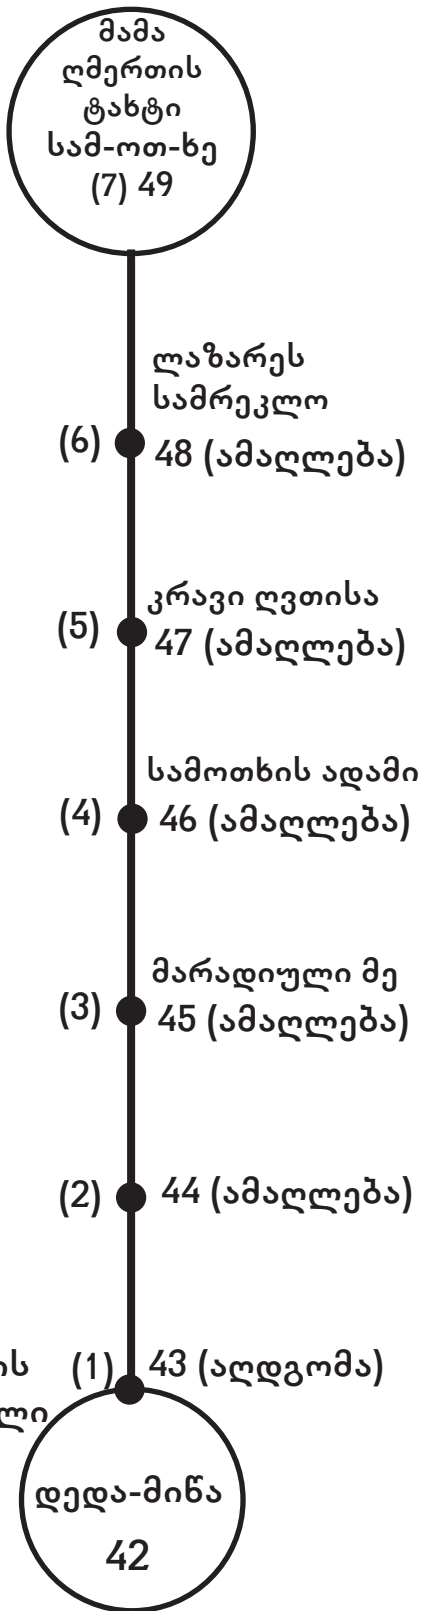 მამა
ღმერთის
ტახტი
სამ-ოთ-ხე
(7) 49
ლაზარეს
სამრეკლო
(6) 48 (ამაღლება)
კრავი ღვთისა
(5) 47 (ამაღლება)
სამოთხის ადამი
(4) 46 (ამაღლება)
მარადიული მე
(3) 45 (ამაღლება)
(2) 44 (ამაღლება)
(1) 43 (აღდგომა)
დედა-მიწა
42